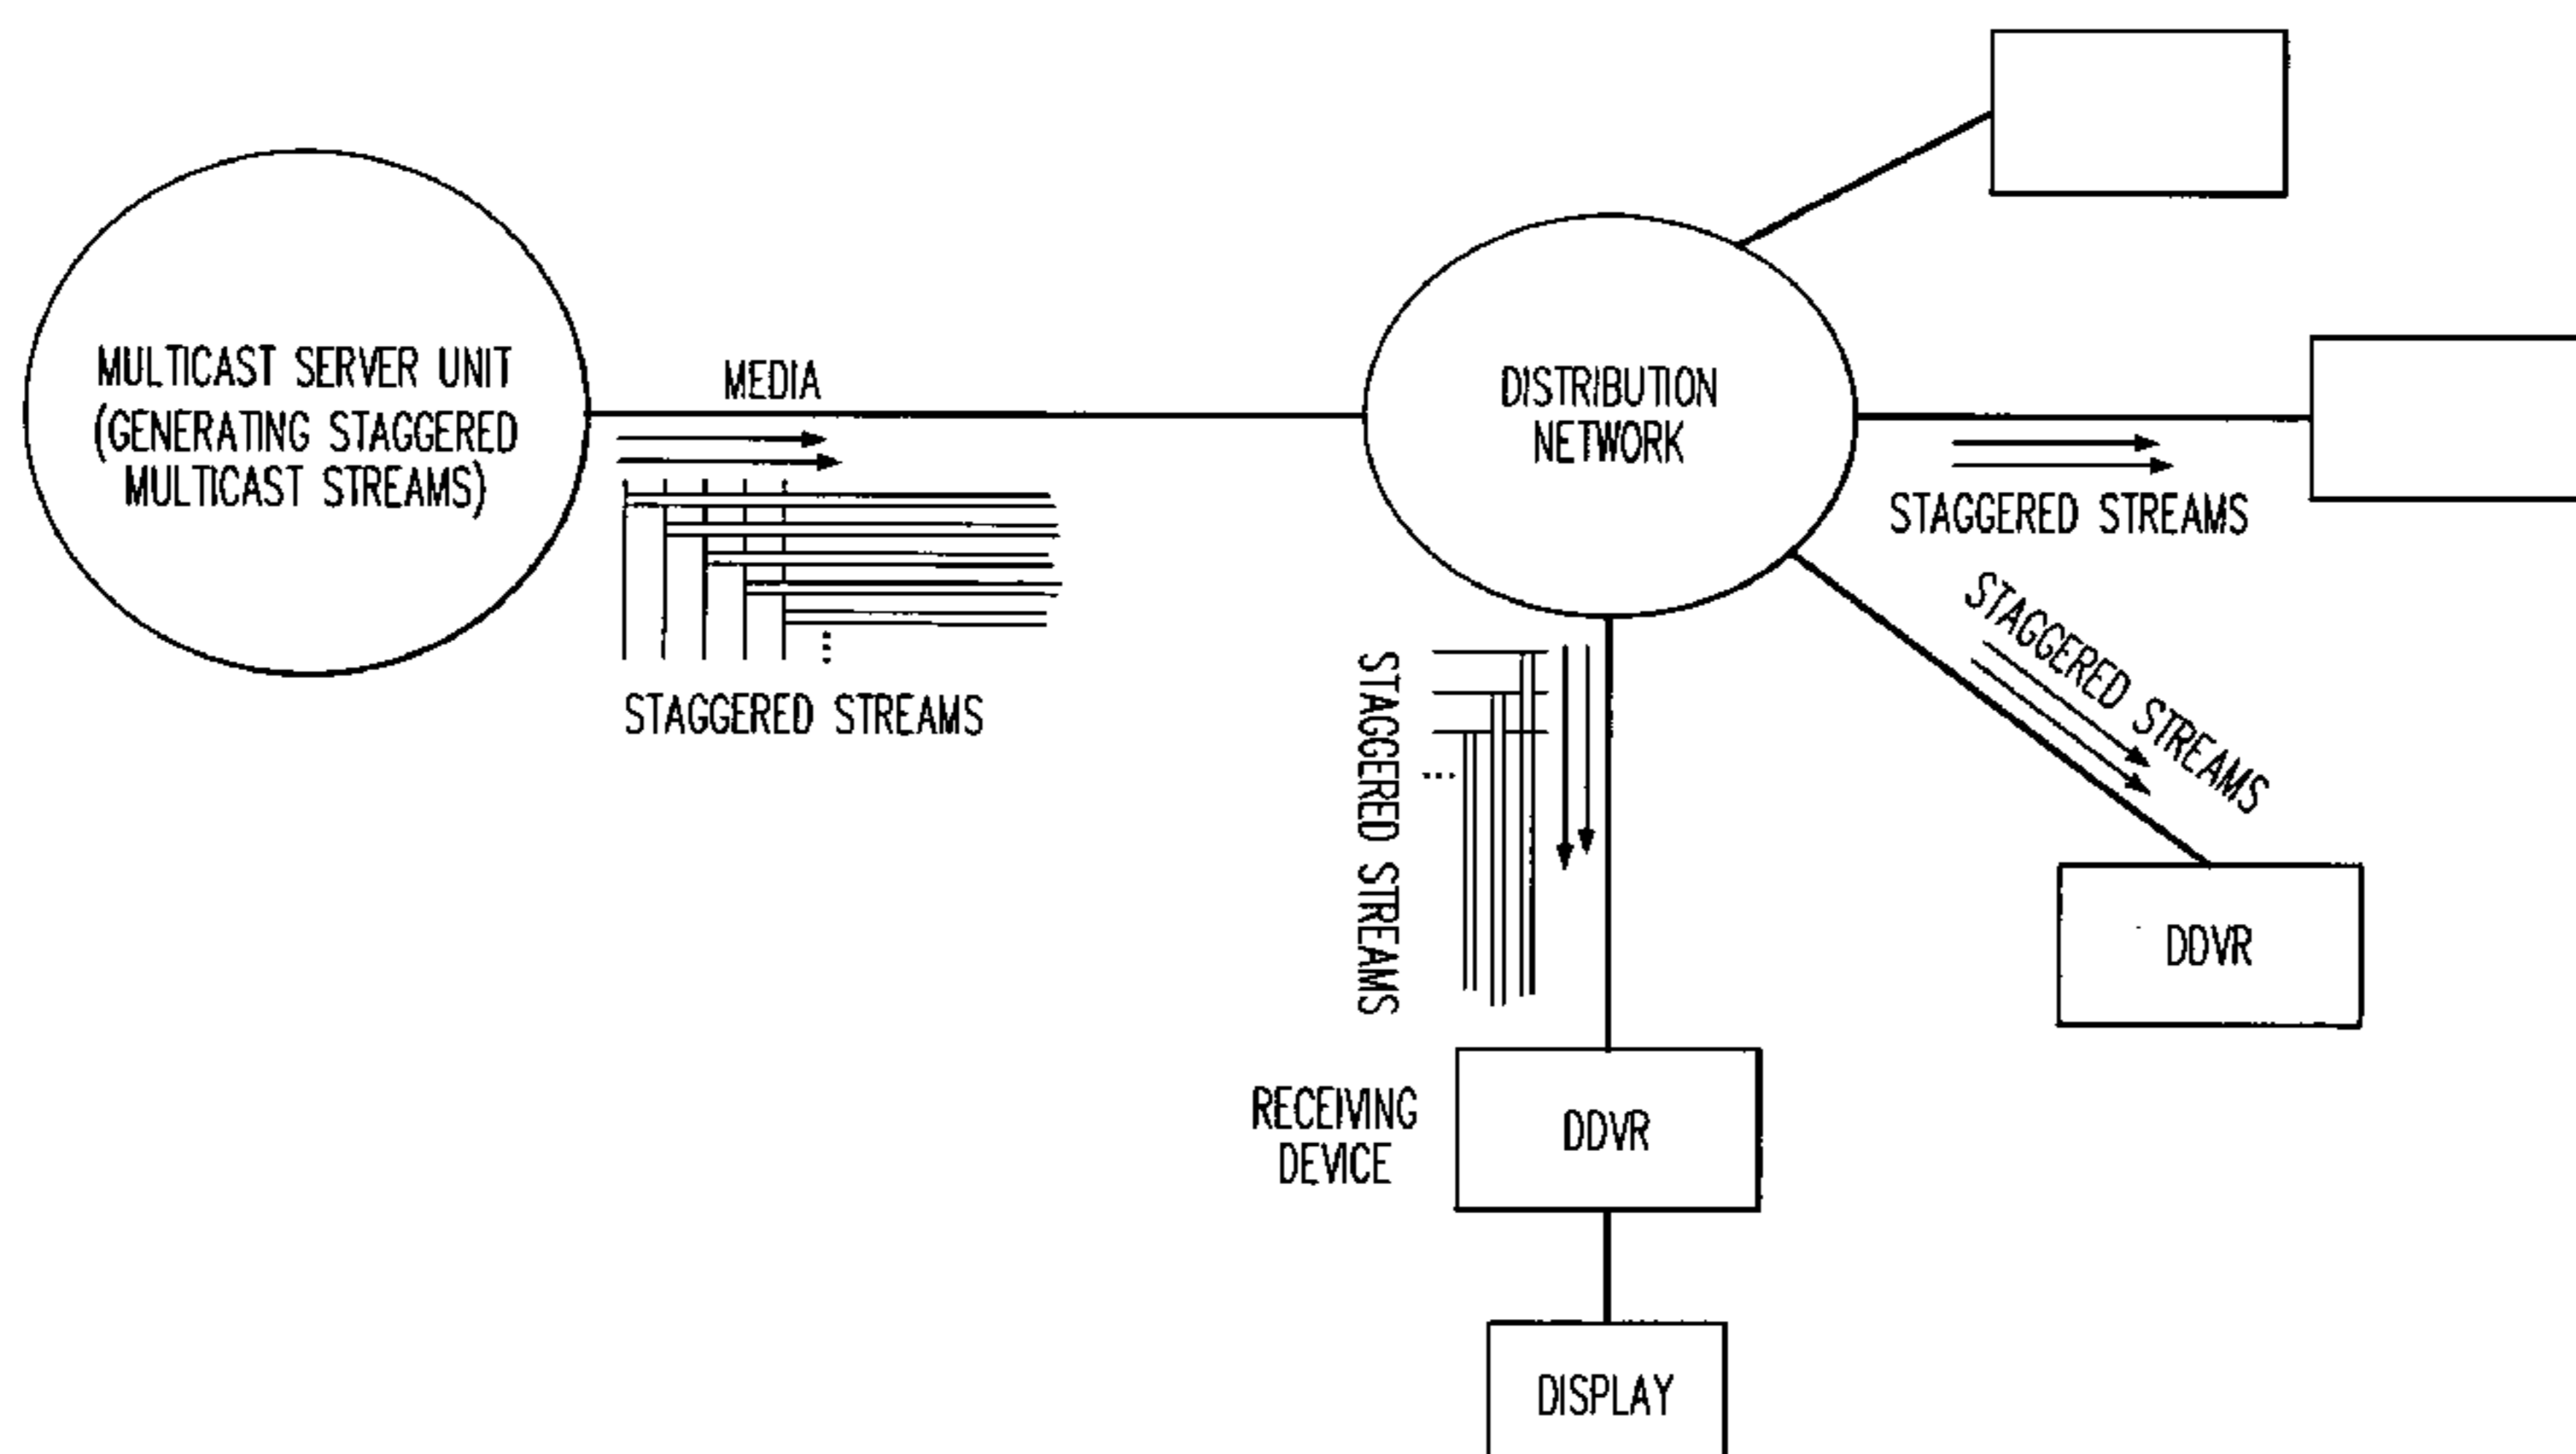 MULTICAST SERVER UNIT
(GENERATING STAGGERED
MULTICAST STREAMS)
MEDIA
STAGGERED STREAMS
DISTRIBUTION
NETWORK
STAGGERED STREAMS
STAGGERED STREAMS
STAGGERED STREAMS
DDVR
RECEIVING
DEVICE
DDVR
DISPLAY